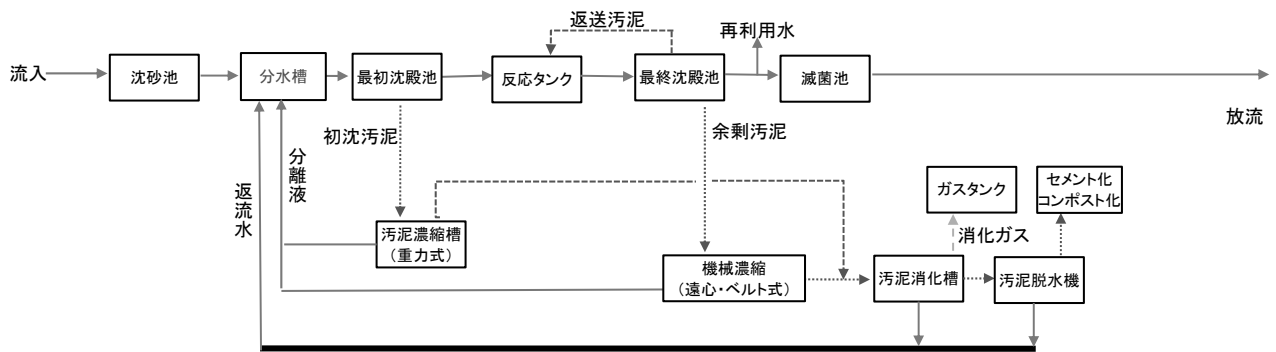 返送汚泥
再利用水
流入
沈砂池
分水槽
最初沈殿池
反応タンク
最終沈殿池
滅菌池
放流
初沈汚泥
余剰汚泥
分離液
返流水
ガスタンク
セメント化
コンポスト化
消化ガス
汚泥濃縮槽
(重力式)
機械濃縮
(遠心・ベルト式)
汚泥消化槽
汚泥脱水機